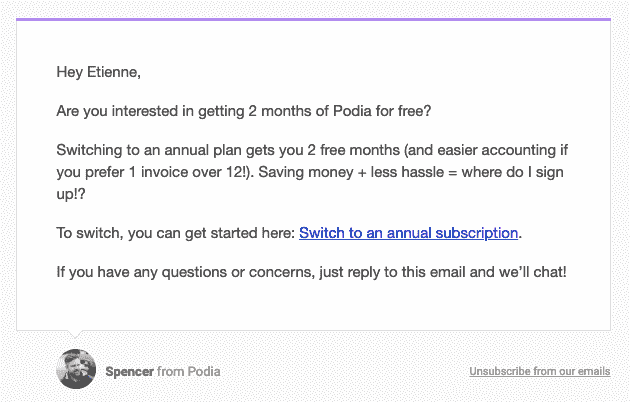 Hey Etienne,
Are you interested in getting 2 months of Podia for free?
Switching to an annual plan gets you 2 free months (and easier accounting if
you prefer 1 invoice over 12!). Saving money + less hassle = where do I sign
up!?
To switch, you can get started here: Switch to an annual subscription.
If you have any questions or concerns, just reply to this email and we’ll chat!
Spencer from Podia
Unsubscribe from our emails